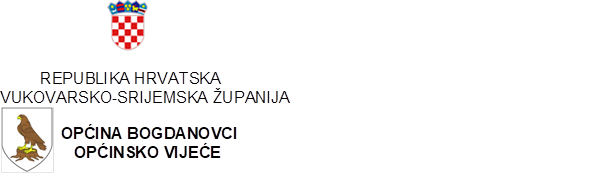 REPUBLIKA HRVATSKA
VUKOVARSKO-SRIJEMSKA ŽUPANIJA
OPĆINA BOGDANOVCI
OPĆINSKO VIJEĆE